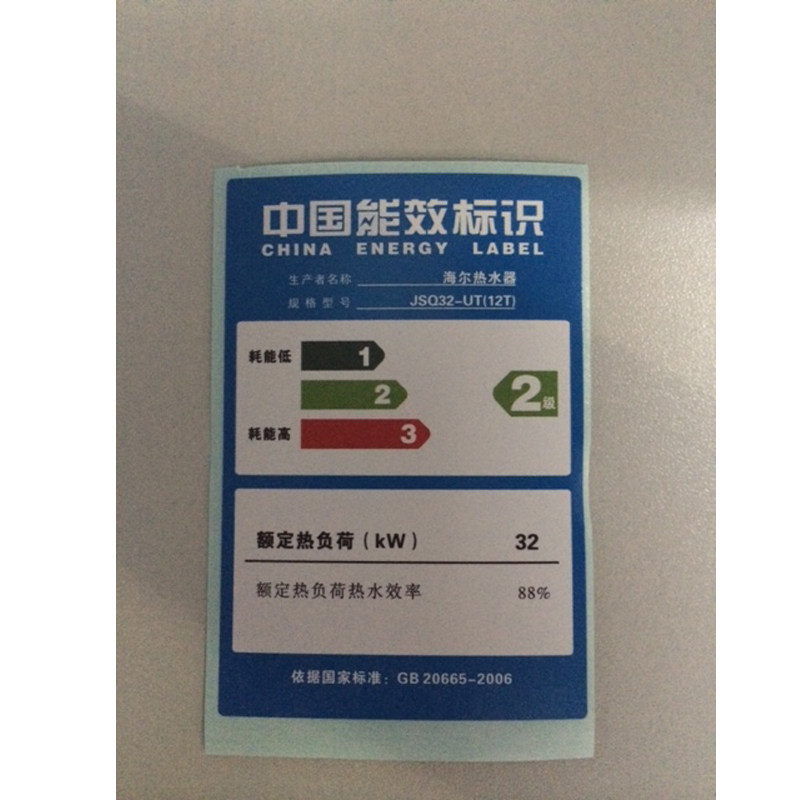 中国能效标识
CHINA ENERGY LABEL
生产者名称 海尔热水器
规格型号 JSQ32-UT(12T)
耗能低 1
2 2级
耗能高 3
额定热负荷(kW) 32
额定热负荷热水效率 88%
依据国家标准：GB 20665-2006